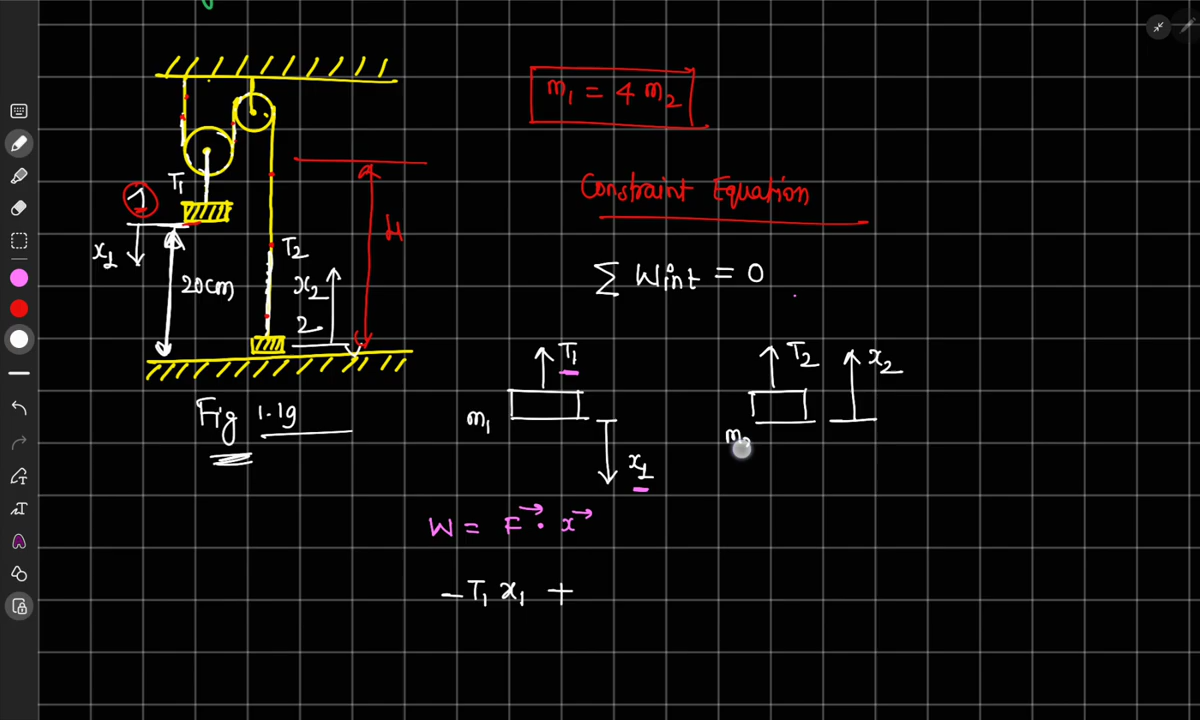 m1 = 4 m2
Constraint Equation
Σ Wint = 0
1
T1
x1
20cm
T2
x2
2
H
Fig 1.19
T1
m1
x1
T2
x2
m2
W = F→ · x→
-T1 x1 +